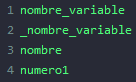 1 nombre_variable
2 _nombre_variable
3 nombre
4 numero1